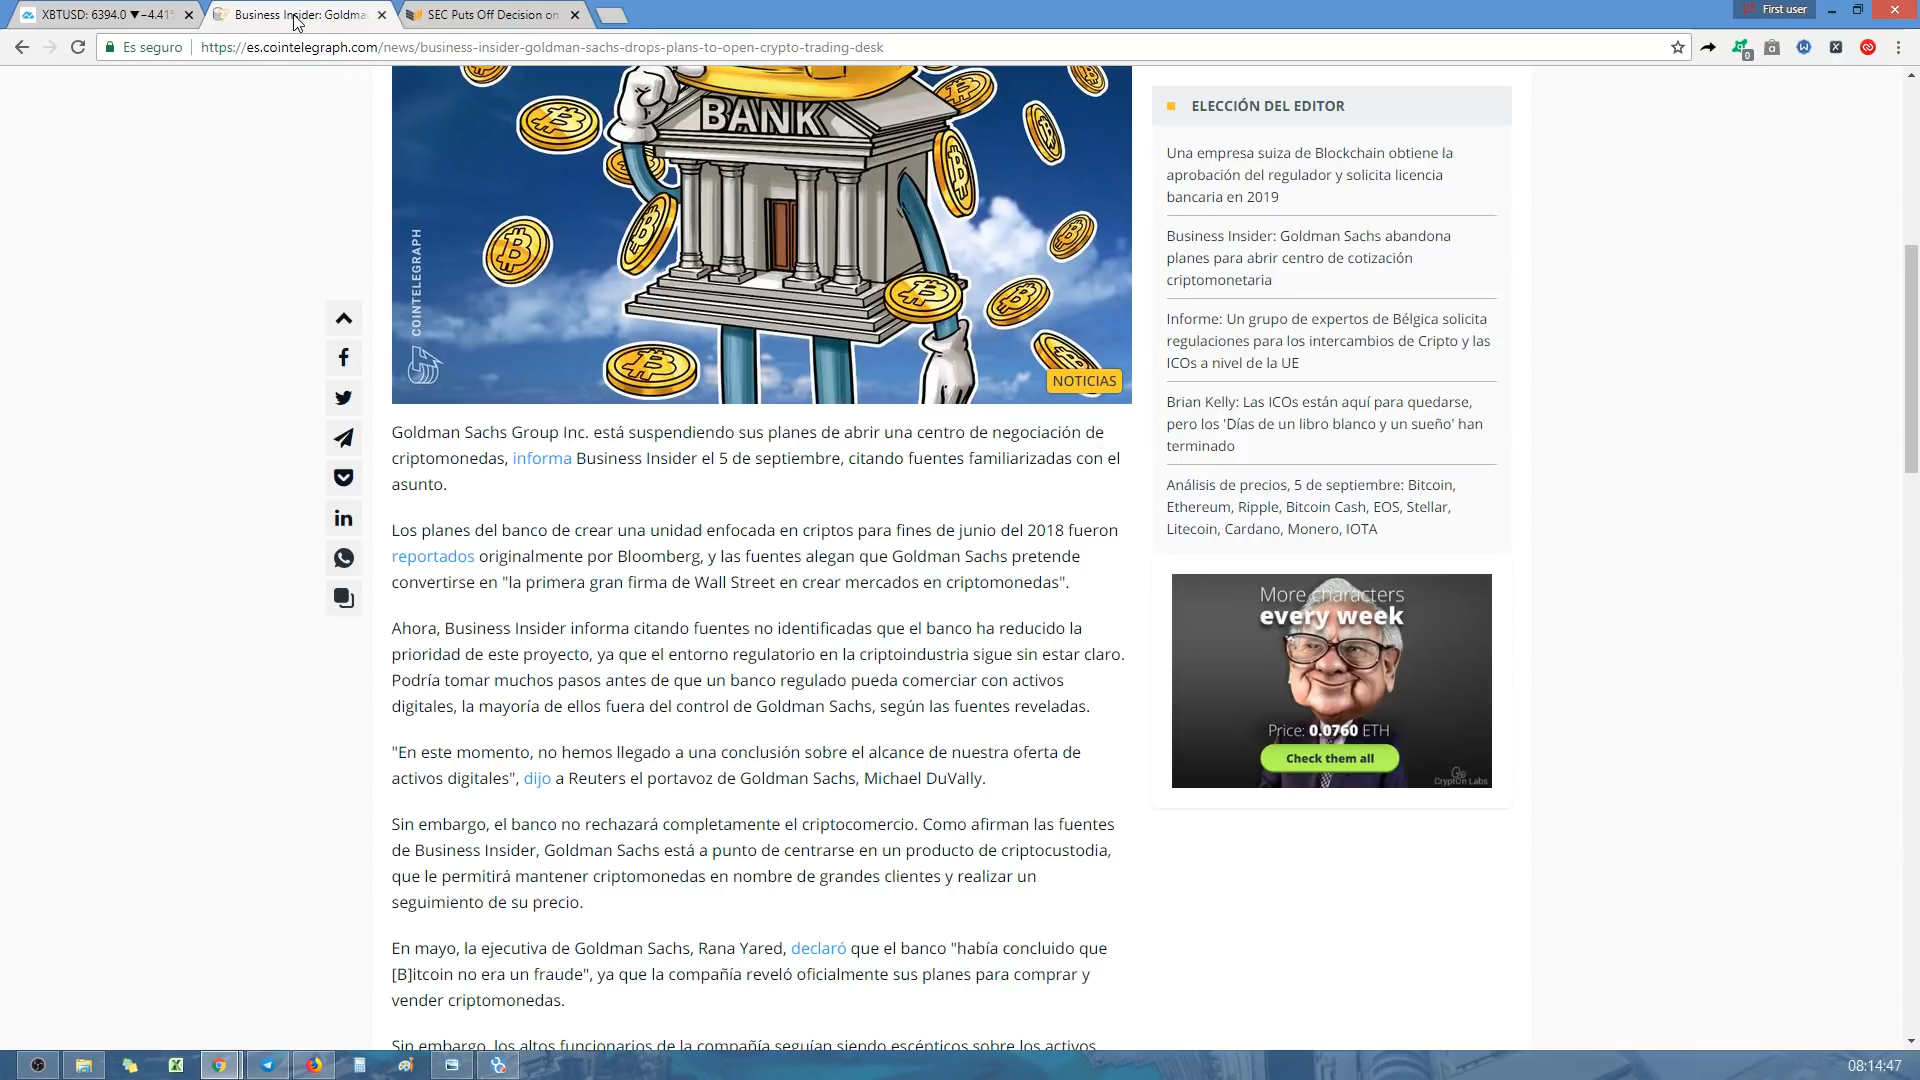 XBTUSD: 6394.0 ▼−4.41%
Business Insider: Goldma
SEC Puts Off Decision on
First user
Es seguro
https://es.cointelegraph.com/news/business-insider-goldman-sachs-drops-plans-to-open-crypto-trading-desk
0
BANK
COINTELEGRAPH
NOTICIAS
Goldman Sachs Group Inc. está suspendiendo sus planes de abrir una centro de negociación de
criptomonedas, informa Business Insider el 5 de septiembre, citando fuentes familiarizadas con el
asunto.
Los planes del banco de crear una unidad enfocada en criptos para fines de junio del 2018 fueron
reportados originalmente por Bloomberg, y las fuentes alegan que Goldman Sachs pretende
convertirse en "la primera gran firma de Wall Street en crear mercados en criptomonedas".
Ahora, Business Insider informa citando fuentes no identificadas que el banco ha reducido la
prioridad de este proyecto, ya que el entorno regulatorio en la criptoindustria sigue sin estar claro.
Podría tomar muchos pasos antes de que un banco regulado pueda comerciar con activos
digitales, la mayoría de ellos fuera del control de Goldman Sachs, según las fuentes reveladas.
"En este momento, no hemos llegado a una conclusión sobre el alcance de nuestra oferta de
activos digitales", dijo a Reuters el portavoz de Goldman Sachs, Michael DuVally.
Sin embargo, el banco no rechazará completamente el criptocomercio. Como afirman las fuentes
de Business Insider, Goldman Sachs está a punto de centrarse en un producto de criptocustodia,
que le permitirá mantener criptomonedas en nombre de grandes clientes y realizar un
seguimiento de su precio.
En mayo, la ejecutiva de Goldman Sachs, Rana Yared, declaró que el banco "había concluido que
[B]itcoin no era un fraude", ya que la compañía reveló oficialmente sus planes para comprar y
vender criptomonedas.
Sin embargo, los altos funcionarios de la compañía seguían siendo escépticos sobre los activos
ELECCIÓN DEL EDITOR
Una empresa suiza de Blockchain obtiene la
aprobación del regulador y solicita licencia
bancaria en 2019
Business Insider: Goldman Sachs abandona
planes para abrir centro de cotización
criptomonetaria
Informe: Un grupo de expertos de Bélgica solicita
regulaciones para los intercambios de Cripto y las
ICOs a nivel de la UE
Brian Kelly: Las ICOs están aquí para quedarse,
pero los 'Días de un libro blanco y un sueño' han
terminado
Análisis de precios, 5 de septiembre: Bitcoin,
Ethereum, Ripple, Bitcoin Cash, EOS, Stellar,
Litecoin, Cardano, Monero, IOTA
More characters
every week
Price: 0.0760 ETH
Check them all
CryptOn Labs
08:14:47